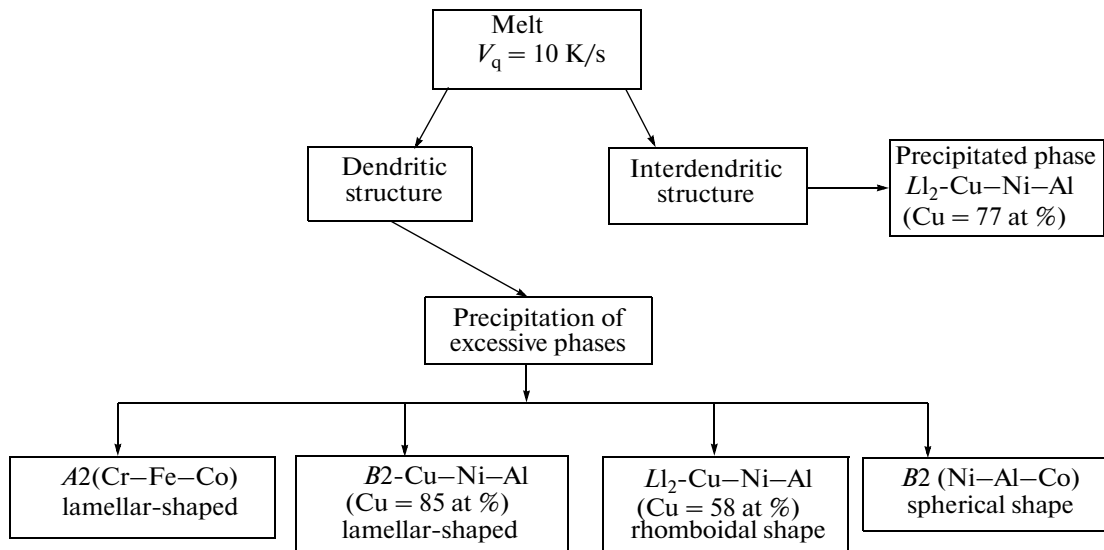 Melt
V_q = 10 K/s
Dendritic
structure
Interdendritic
structure
Precipitated phase
Ll₂-Cu–Ni–Al
(Cu = 77 at %)
Precipitation of
excessive phases
A2(Cr–Fe–Co)
lamellar-shaped
B2-Cu–Ni–Al
(Cu = 85 at %)
lamellar-shaped
Ll₂-Cu–Ni–Al
(Cu = 58 at %)
rhomboidal shape
B2 (Ni–Al–Co)
spherical shape